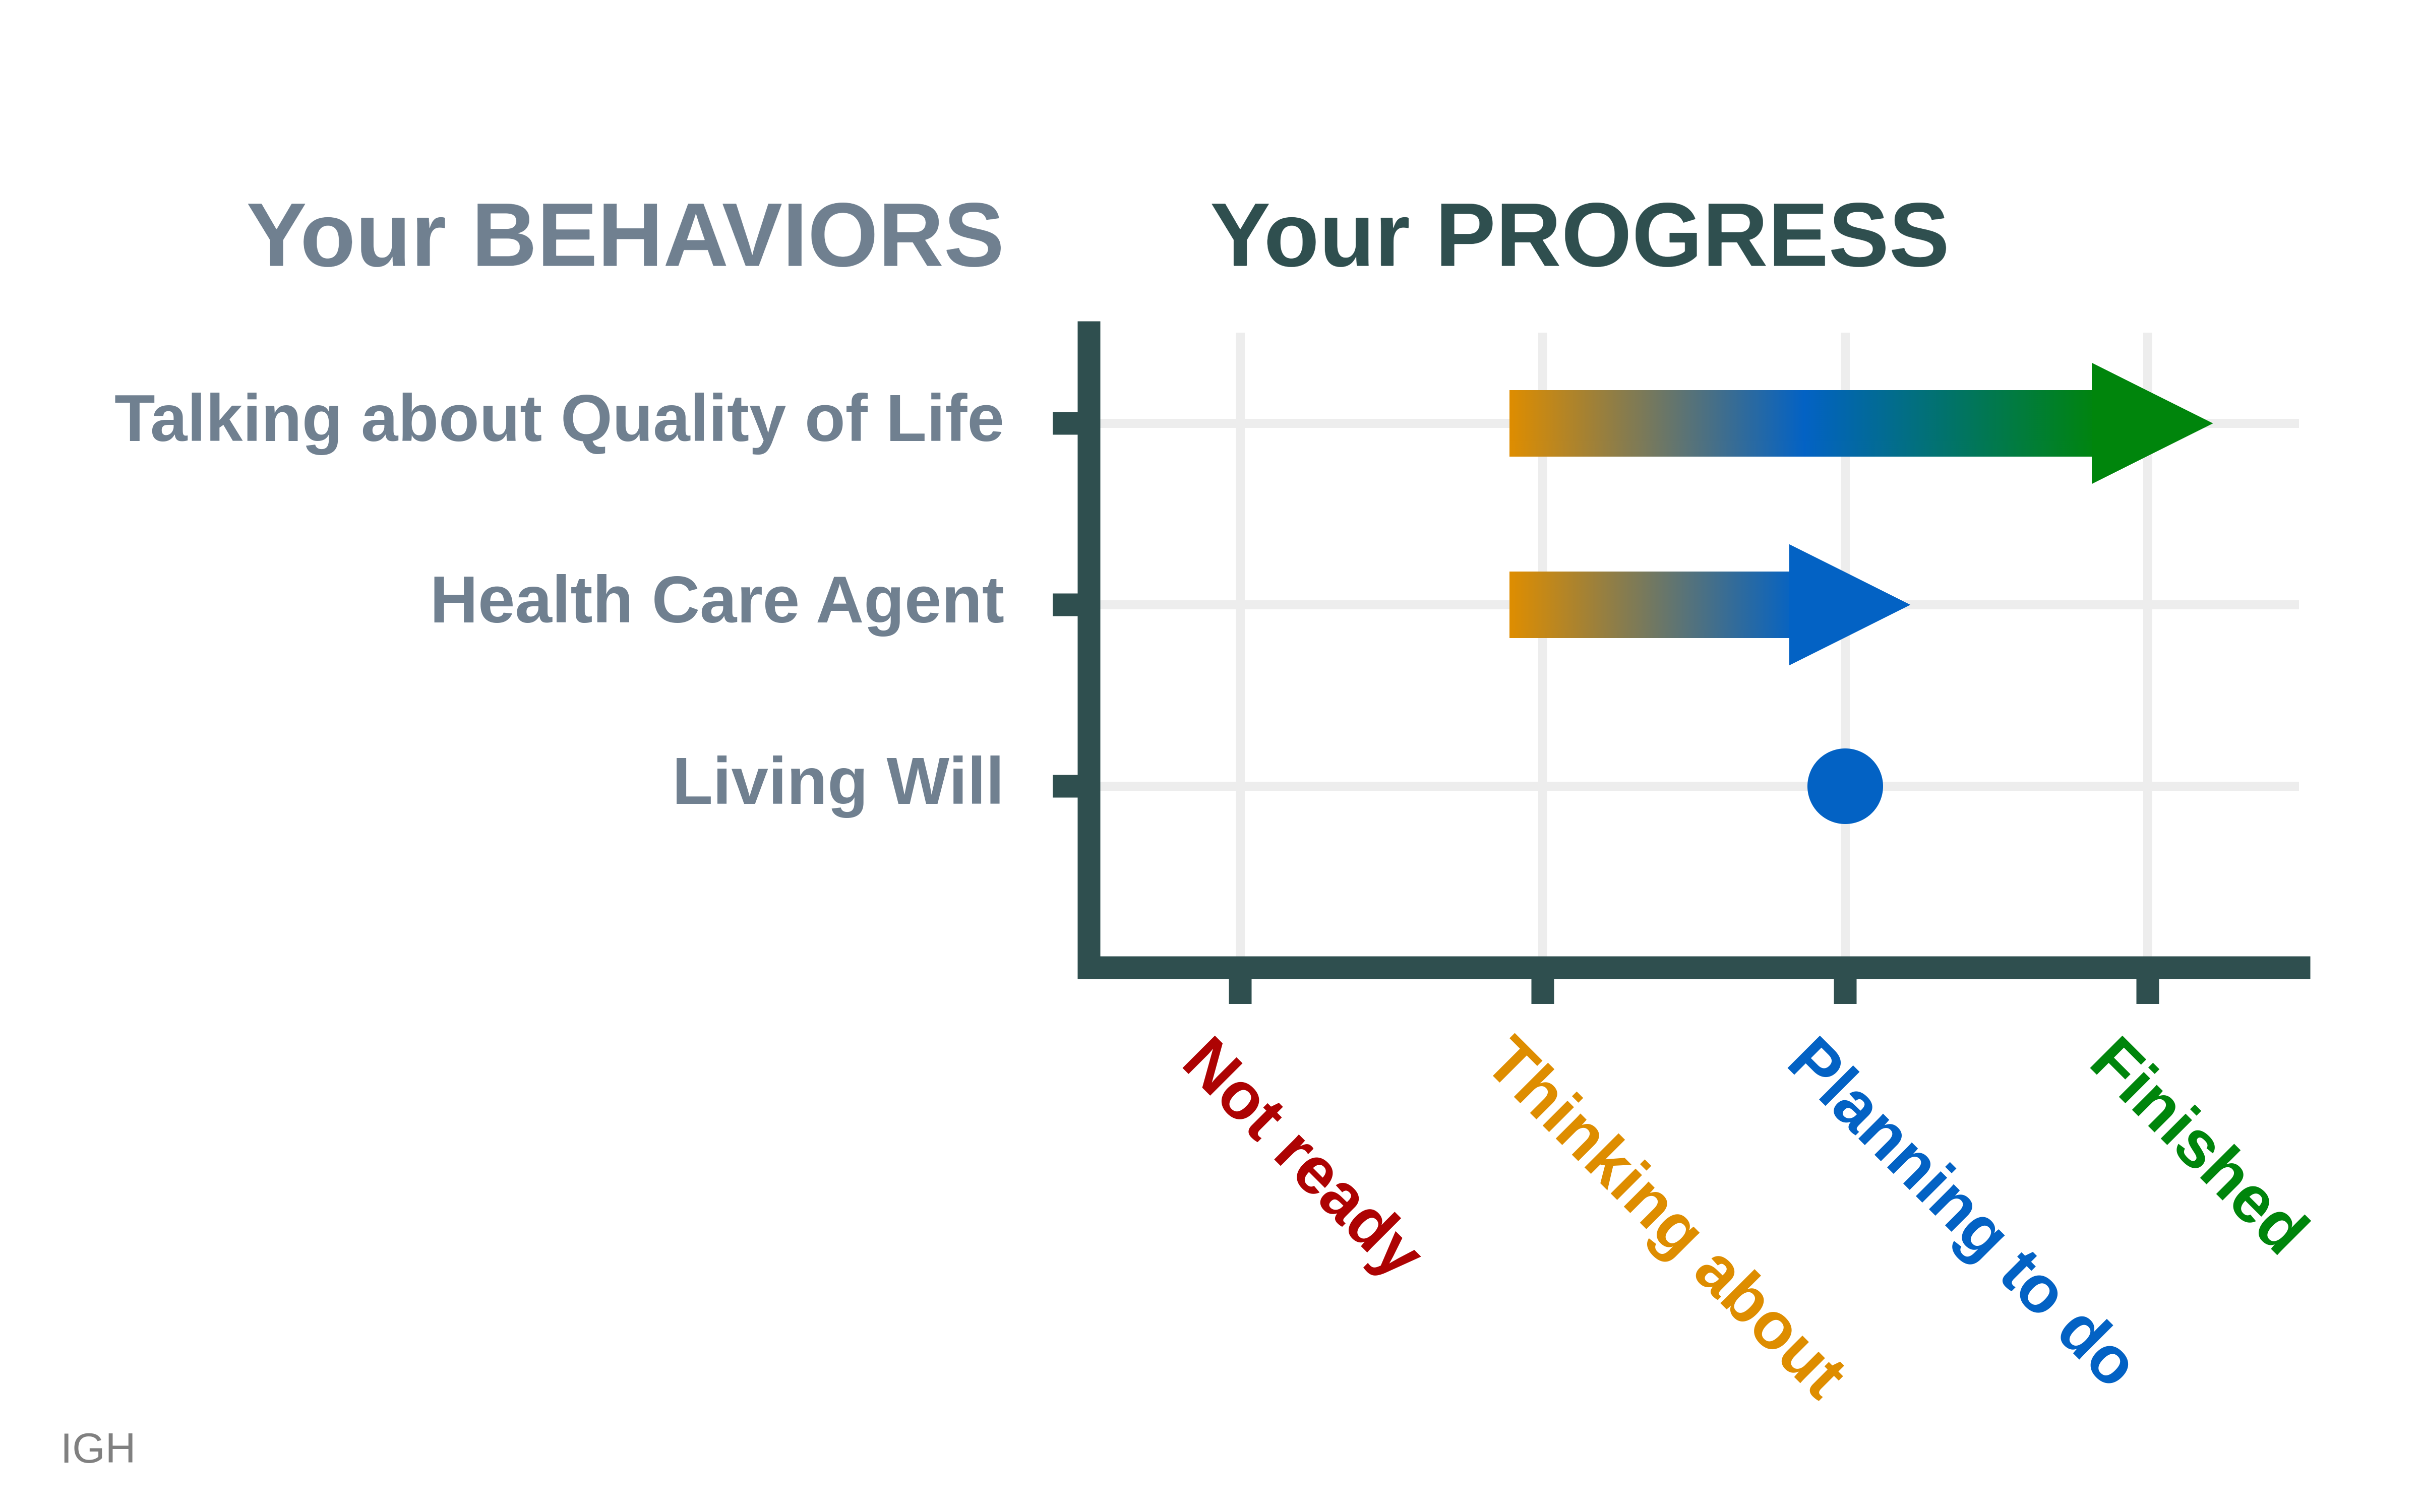 Your BEHAVIORS
Your PROGRESS
Talking about Quality of Life
Health Care Agent
Living Will
Not ready
Thinking about
Planning to do
Finished
IGH